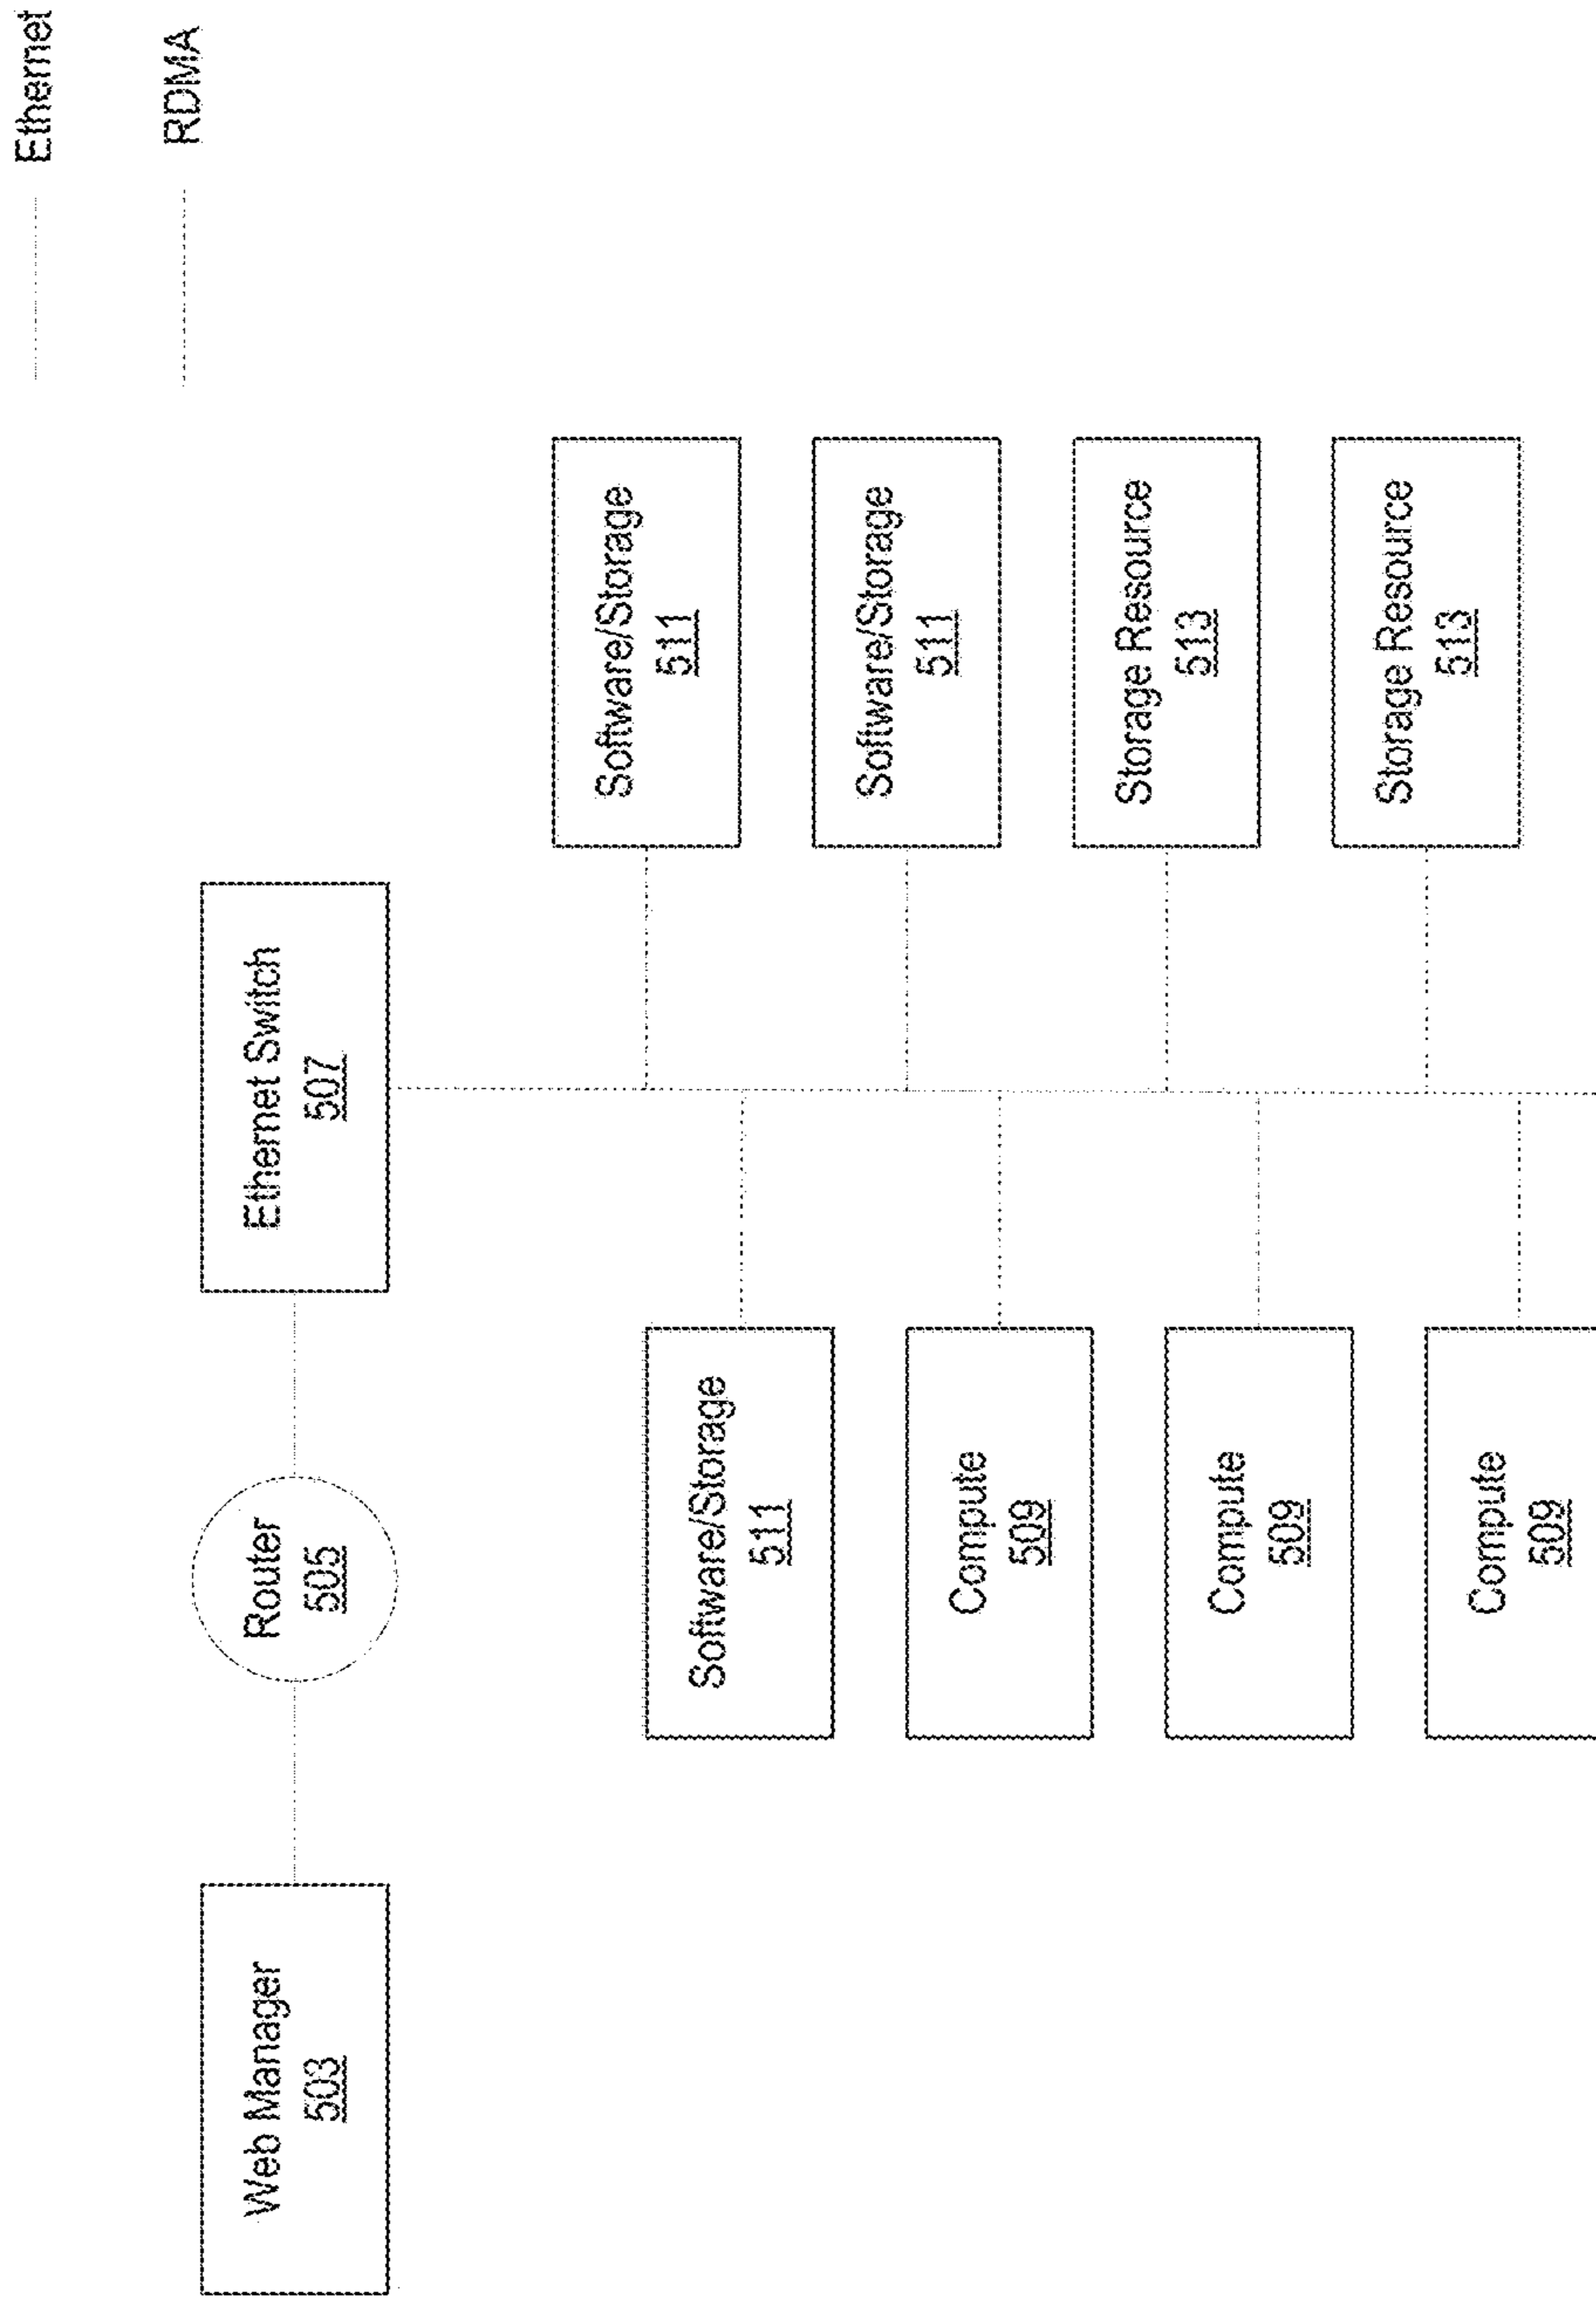 Ethernet
RDMA
Web Manager
503
Router
505
Ethernet Switch
507
Software/Storage
511
Software/Storage
511
Compute
509
Software/Storage
511
Compute
509
Storage Resource
513
Compute
509
Storage Resource
513